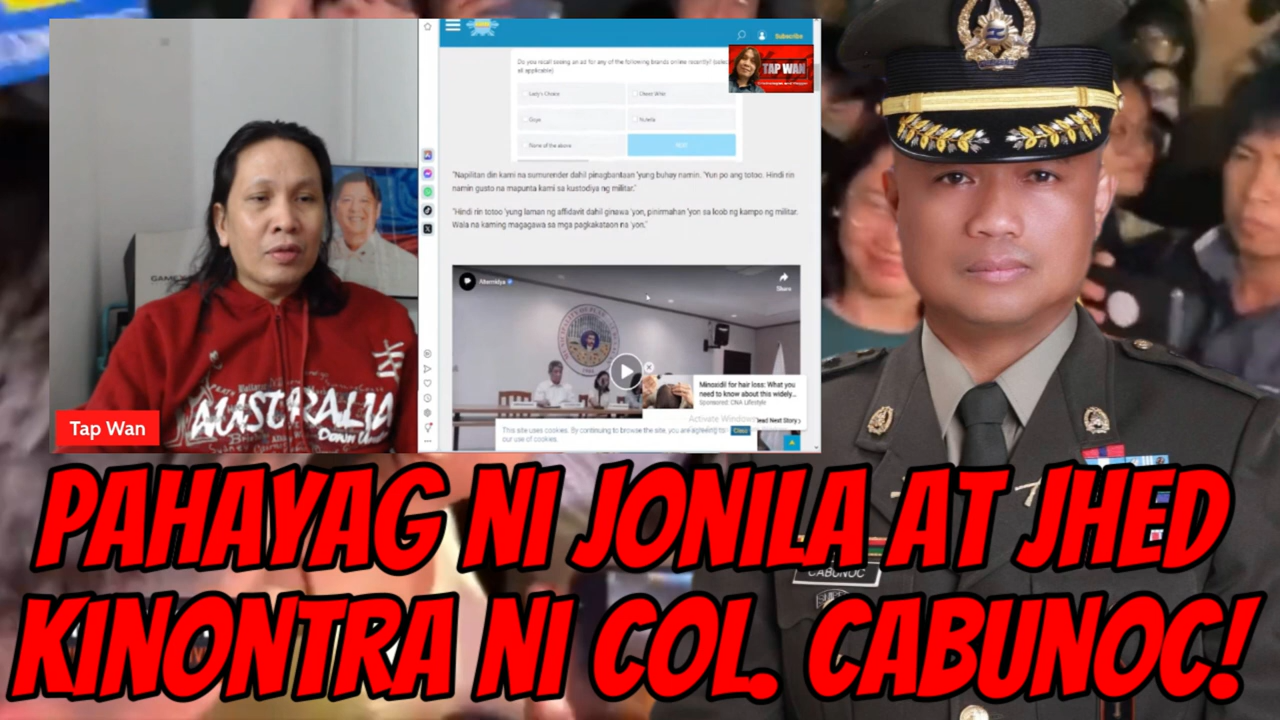 Subscribe
Do you recall seeing an ad for any of the following brands online recently? (select all applicable)
TAP WAN
Lady's Choice
Cheez Whiz
Goya
Nutella
None of the above
"Napilitan din kami na sumurender dahil pinagbantaan 'yung buhay namin. 'Yun po ang totoo. Hindi rin
namin gusto na mapunta kami sa kustodiya ng militar."
"Hindi rin totoo 'yung laman ng affidavit dahil ginawa 'yon, pinirmahan 'yon sa loob ng kampo ng militar.
Wala na kaming magagawa sa mga pagkakataon na 'yon."
Altermidya
Share
GAME
Minoxidil for hair loss: What you
need to know about this widely...
Sponsored: CNA Lifestyle
Activate Windows
Read Next Story
This site uses cookies. By continuing to browse the site, you are agreeing to
our use of cookies.
Close
AUSTRALIA
Down Under
Tap Wan
PAHAYAG NI JONILA AT JHED
CABUNOC
KINONTRA NI COL. CABUNOC!